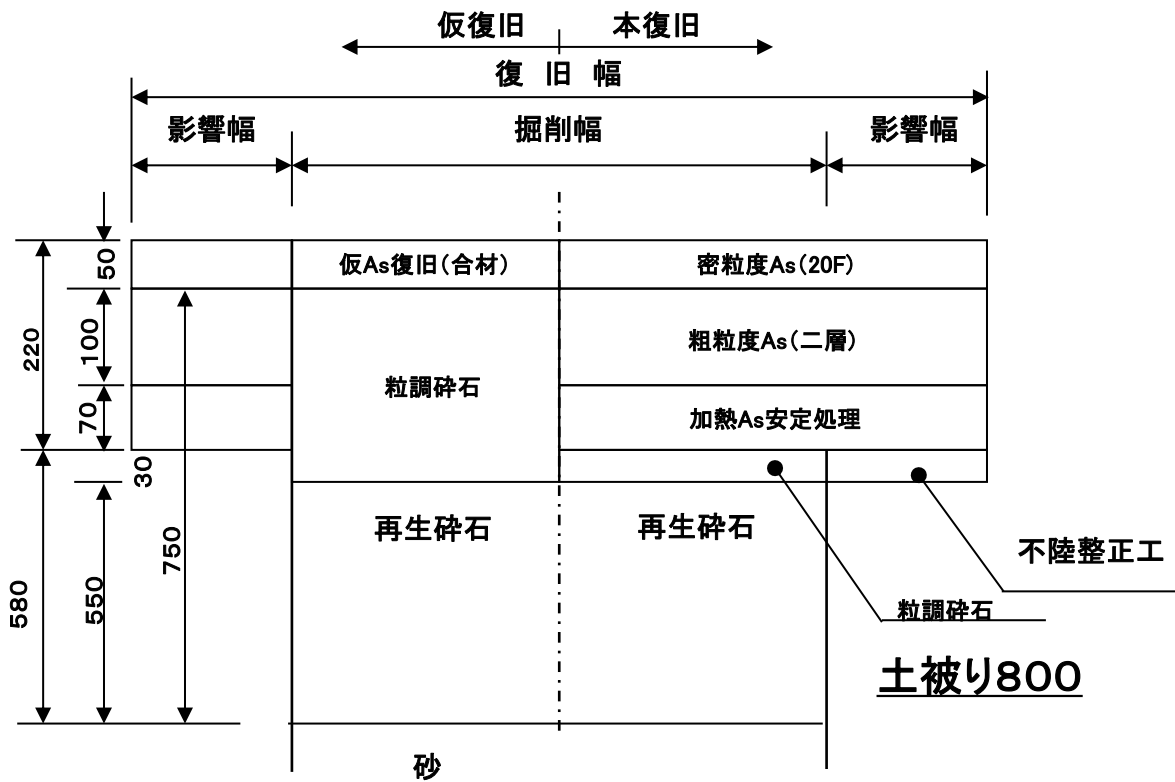 仮復旧 本復旧
復 旧 幅
影響幅 掘削幅 影響幅
50 仮As復旧(合材) 密粒度As(20F)
220 100 粗粒度As(二層)
粒調砕石
70 加熱As安定処理
30
再生砕石 再生砕石
750
不陸整正工
580 550
粒調砕石
土被り800
砂